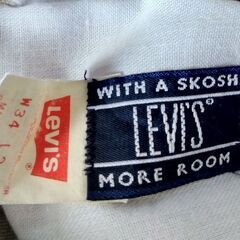 WITH A SKOSH
LEVI'S®
MORE ROOM
LEVI'S
W34 L